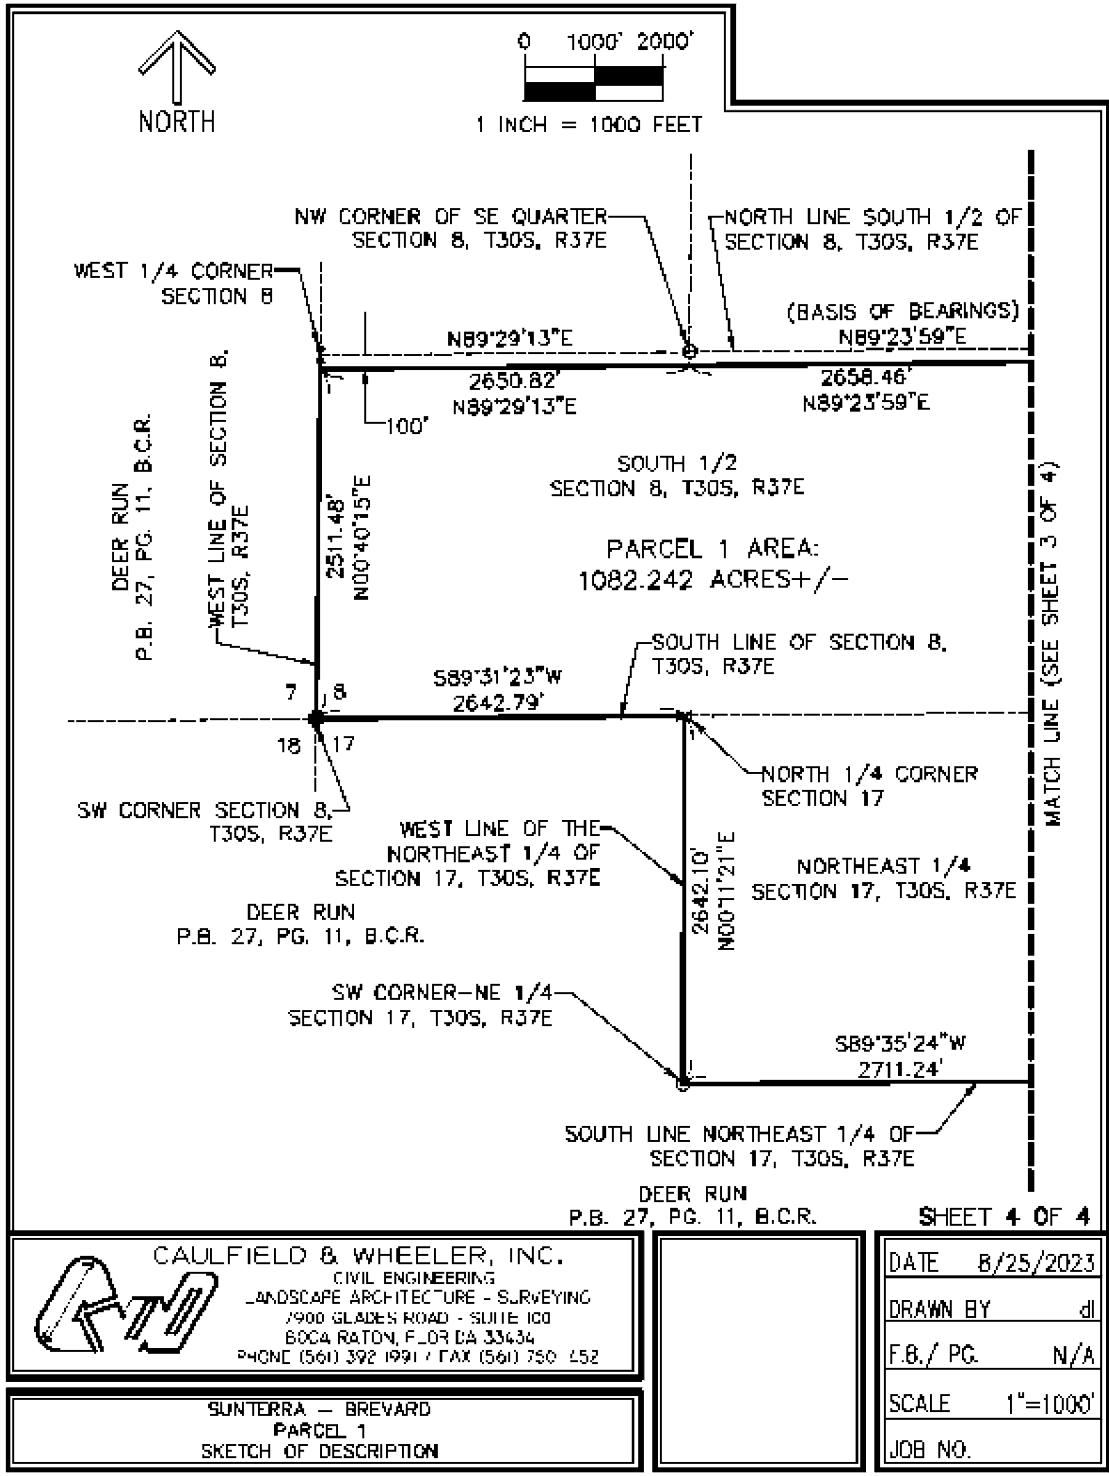 0 1000' 2000'
NORTH
1 INCH = 1000 FEET
NW CORNER OF SE QUARTER
SECTION 8, T30S, R37E
NORTH LINE SOUTH 1/2 OF
SECTION 8, T30S, R37E
WEST 1/4 CORNER
SECTION 8
(BASIS OF BEARINGS)
N89°29'13"E
N89°23'59"E
2650.82'
N89°29'13"E
2658.46'
N89°23'59"E
100'
DEER RUN
P.B. 27, PG. 11, B.C.R.
WEST LINE OF SECTION 8,
T30S, R37E
2511.48'
N00°40'15"E
SOUTH 1/2
SECTION 8, T30S, R37E
PARCEL 1 AREA:
1082.242 ACRES+/-
MATCH LINE (SEE SHEET 3 OF 4)
SOUTH LINE OF SECTION 8,
T30S, R37E
S89°31'23"W
2642.79'
7 8
18 17
NORTH 1/4 CORNER
SECTION 17
SW CORNER SECTION 8,
T30S, R37E
WEST LINE OF THE
NORTHEAST 1/4 OF
SECTION 17, T30S, R37E
2642.10'
N00°11'21"E
NORTHEAST 1/4
SECTION 17, T30S, R37E
DEER RUN
P.B. 27, PG. 11, B.C.R.
SW CORNER-NE 1/4
SECTION 17, T30S, R37E
S89°35'24"W
2711.24'
SOUTH LINE NORTHEAST 1/4 OF
SECTION 17, T30S, R37E
DEER RUN
P.B. 27, PG. 11, B.C.R.
SHEET 4 OF 4
CAULFIELD & WHEELER, INC.
CIVIL ENGINEERING
LANDSCAPE ARCHITECTURE - SURVEYING
7900 GLADES ROAD - SUITE 100
BOCA RATON, FLORIDA 33434
PHONE (561) 392-1991 / FAX (561) 750-1452
SUNTERRA – BREVARD
PARCEL 1
SKETCH OF DESCRIPTION
DATE 8/25/2023
DRAWN BY dl
F.B./ PG. N/A
SCALE 1"=1000'
JOB NO.